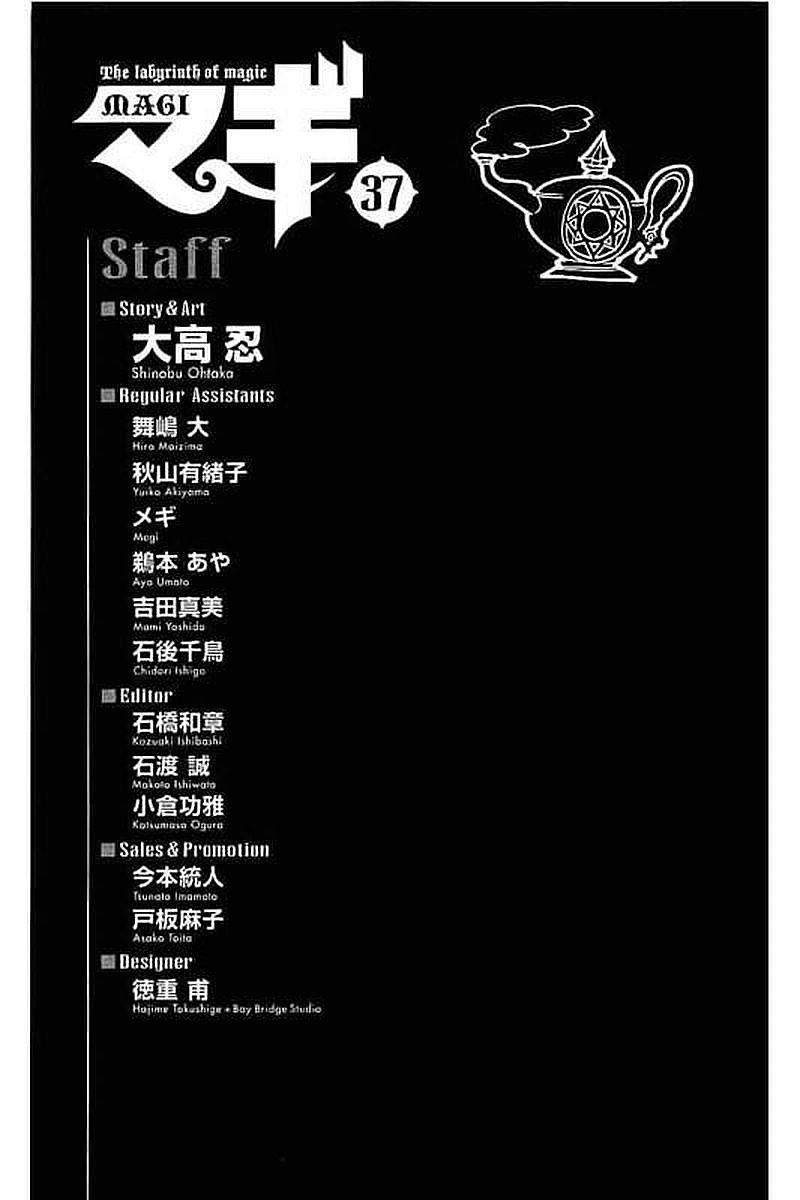 The labyrinth of magic
MAGI
マギ
37
Staff
Story & Art
大高 忍
Shinobu Ohtaka
Regular Assistants
舞嶋 大
Hiro Maizima
秋山有緒子
Yuiko Akiyama
メギ
Megi
鵜本 あや
Aya Umoto
吉田真美
Mami Yoshida
石後千鳥
Chidori Ishigo
Editor
石橋和章
Kazuaki Ishibashi
石渡 誠
Makoto Ishiwata
小倉功雅
Katsumasa Ogura
Sales & Promotion
今本統人
Tsunato Imamoto
戸板麻子
Asako Toita
Designer
徳重 甫
Hajime Tokushige + Bay Bridge Studio